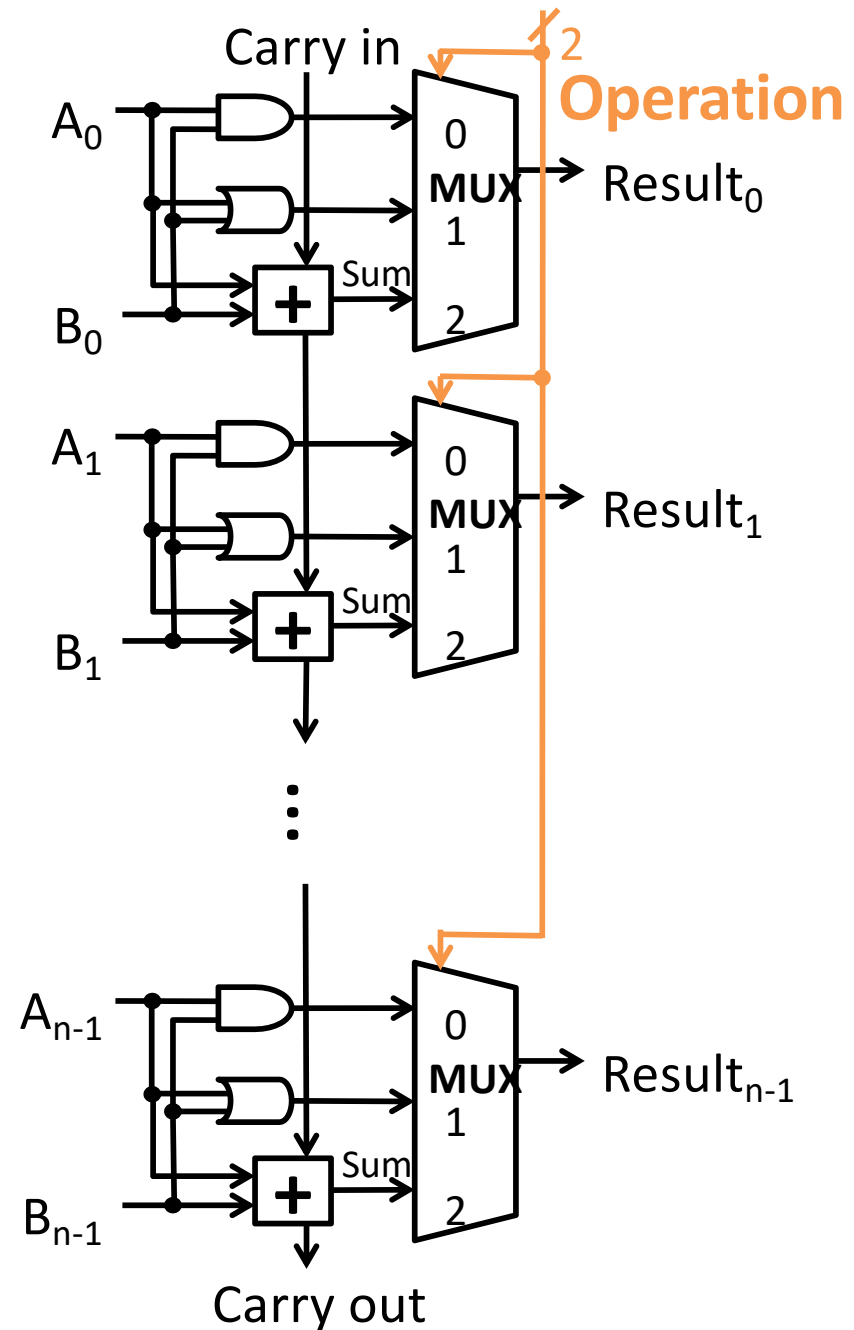 Carry in
2
Operation
A0
0
MUX
Result0
1
Sum
B0
2
A1
0
MUX
Result1
1
Sum
B1
2
⋮
An-1
0
MUX
Resultn-1
1
Sum
+
+
+
Bn-1
2
Carry out